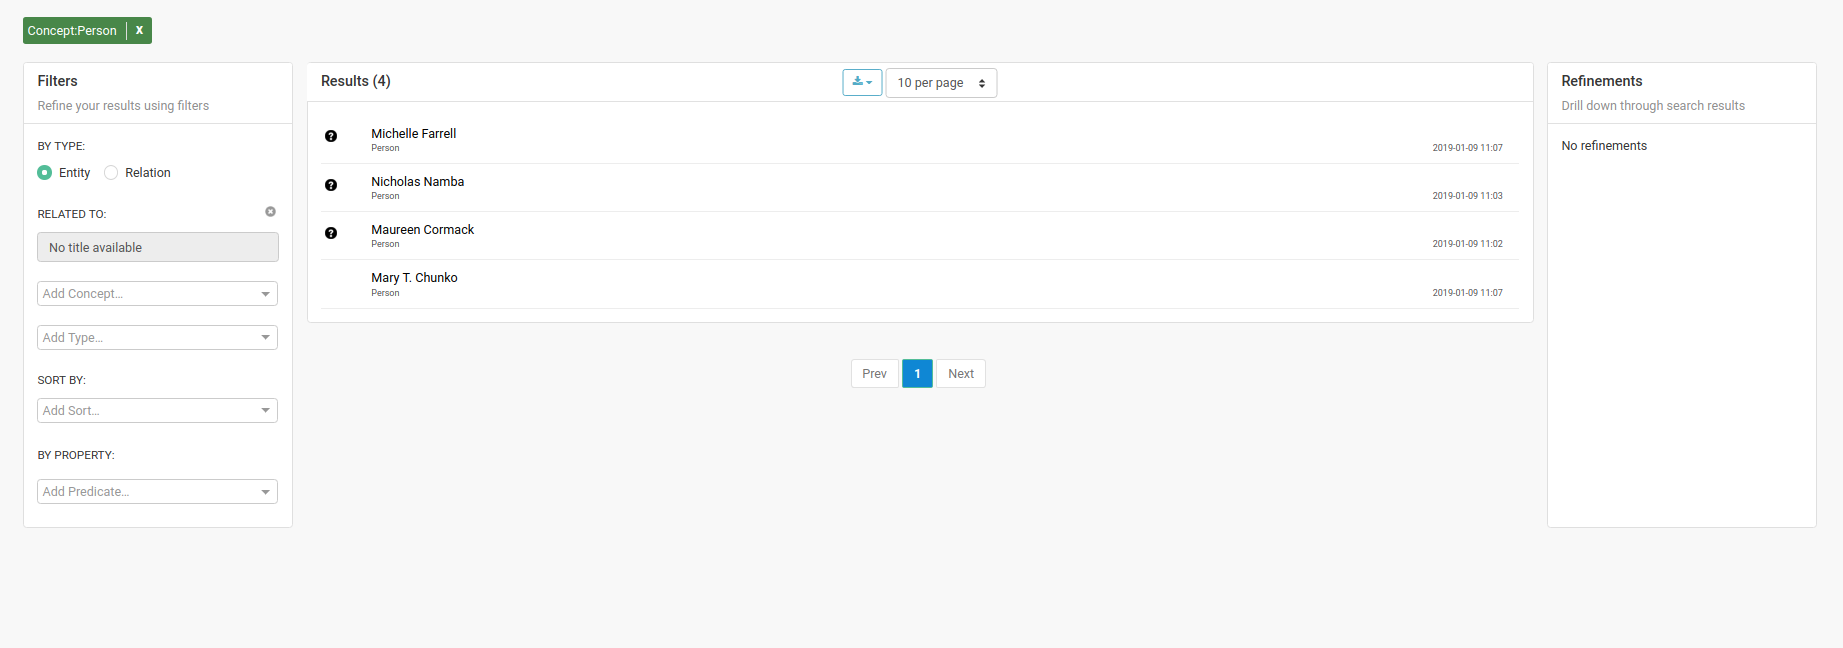 Concept:Person X
Filters
Refine your results using filters
BY TYPE:
Entity Relation
RELATED TO:
No title available
Add Concept...
Add Type...
SORT BY:
Add Sort...
BY PROPERTY:
Add Predicate...
Results (4)
10 per page
Michelle Farrell
Person 2019-01-09 11:07
Nicholas Namba
Person 2019-01-09 11:03
Maureen Cormack
Person 2019-01-09 11:02
Mary T. Chunko
Person 2019-01-09 11:07
Prev 1 Next
Refinements
Drill down through search results
No refinements